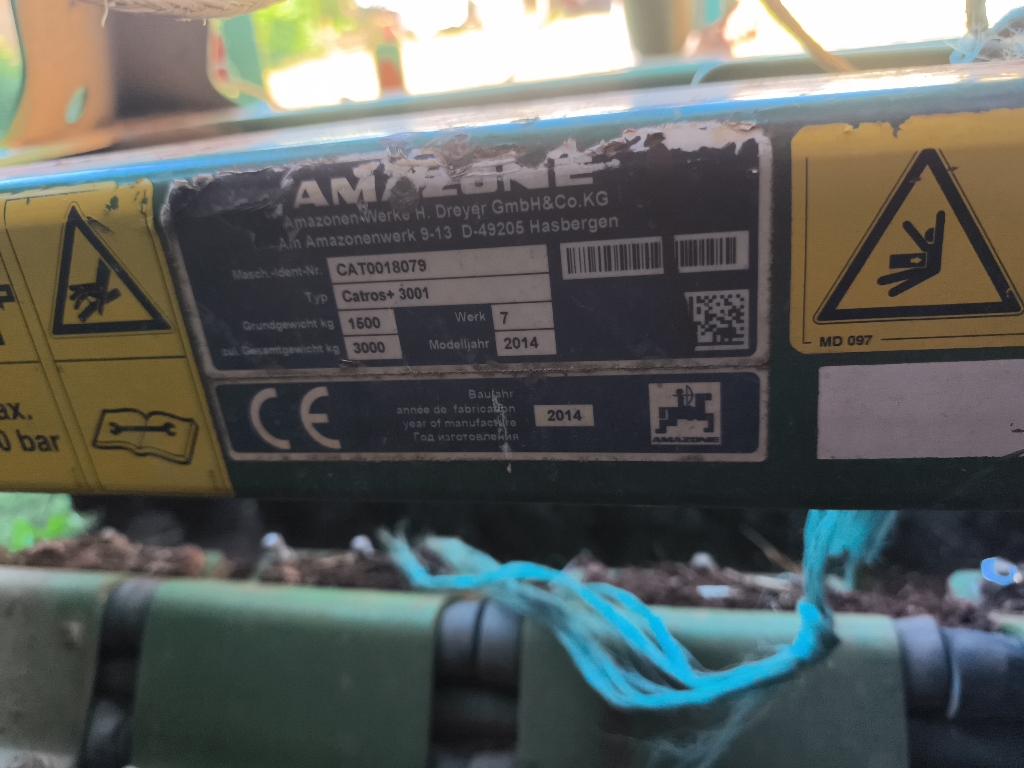 AMAZONE
Amazonen Werke H. Dreyer GmbH&Co.KG
Am Amazonenwerk 9-13 D-49205 Hasbergen
Masch.-Ident-Nr. CAT0018079
Typ Catros+ 3001
Grundgewicht kg 1500 Werk 7
zul. Gesamtgewicht kg 3000 Modelljahr 2014
CE
Baujahr
année de fabrication
year of manufacture
Год изготовления
2014
AMAZONE
MD 097
ax.
0 bar